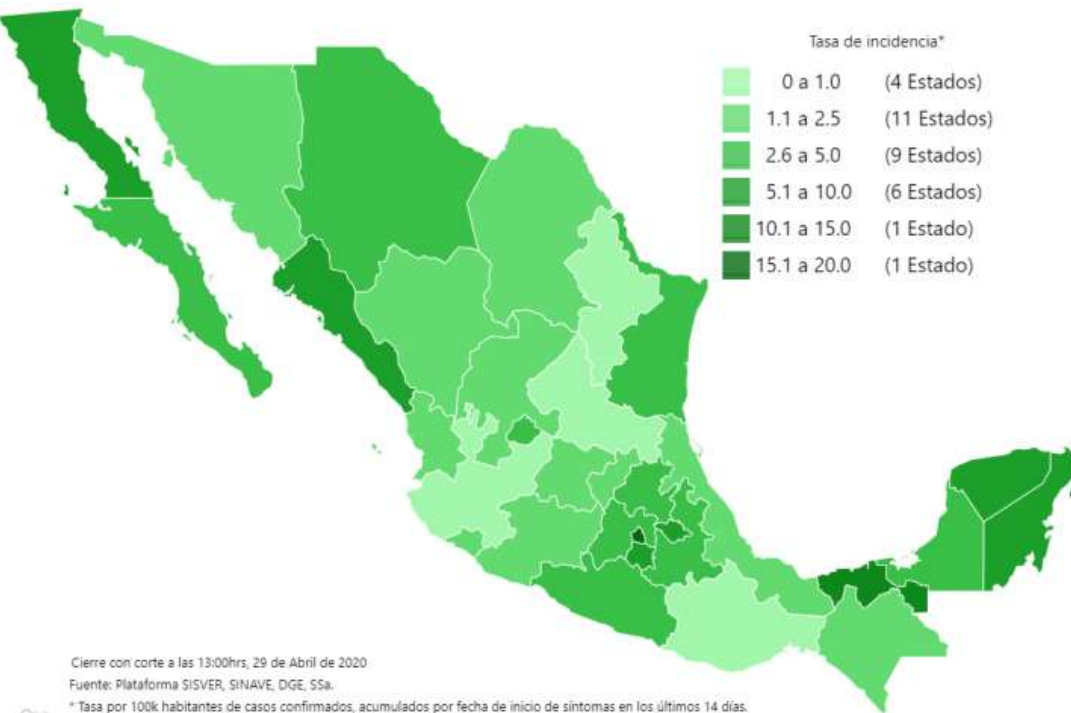 Tasa de incidencia*
0 a 1.0 (4 Estados)
1.1 a 2.5 (11 Estados)
2.6 a 5.0 (9 Estados)
5.1 a 10.0 (6 Estados)
10.1 a 15.0 (1 Estado)
15.1 a 20.0 (1 Estado)
Cierre con corte a las 13:00hrs, 29 de Abril de 2020
Fuente: Plataforma SISVER, SINAVE, DGE, SSa.
* Tasa por 100k habitantes de casos confirmados, acumulados por fecha de inicio de síntomas en los últimos 14 días.